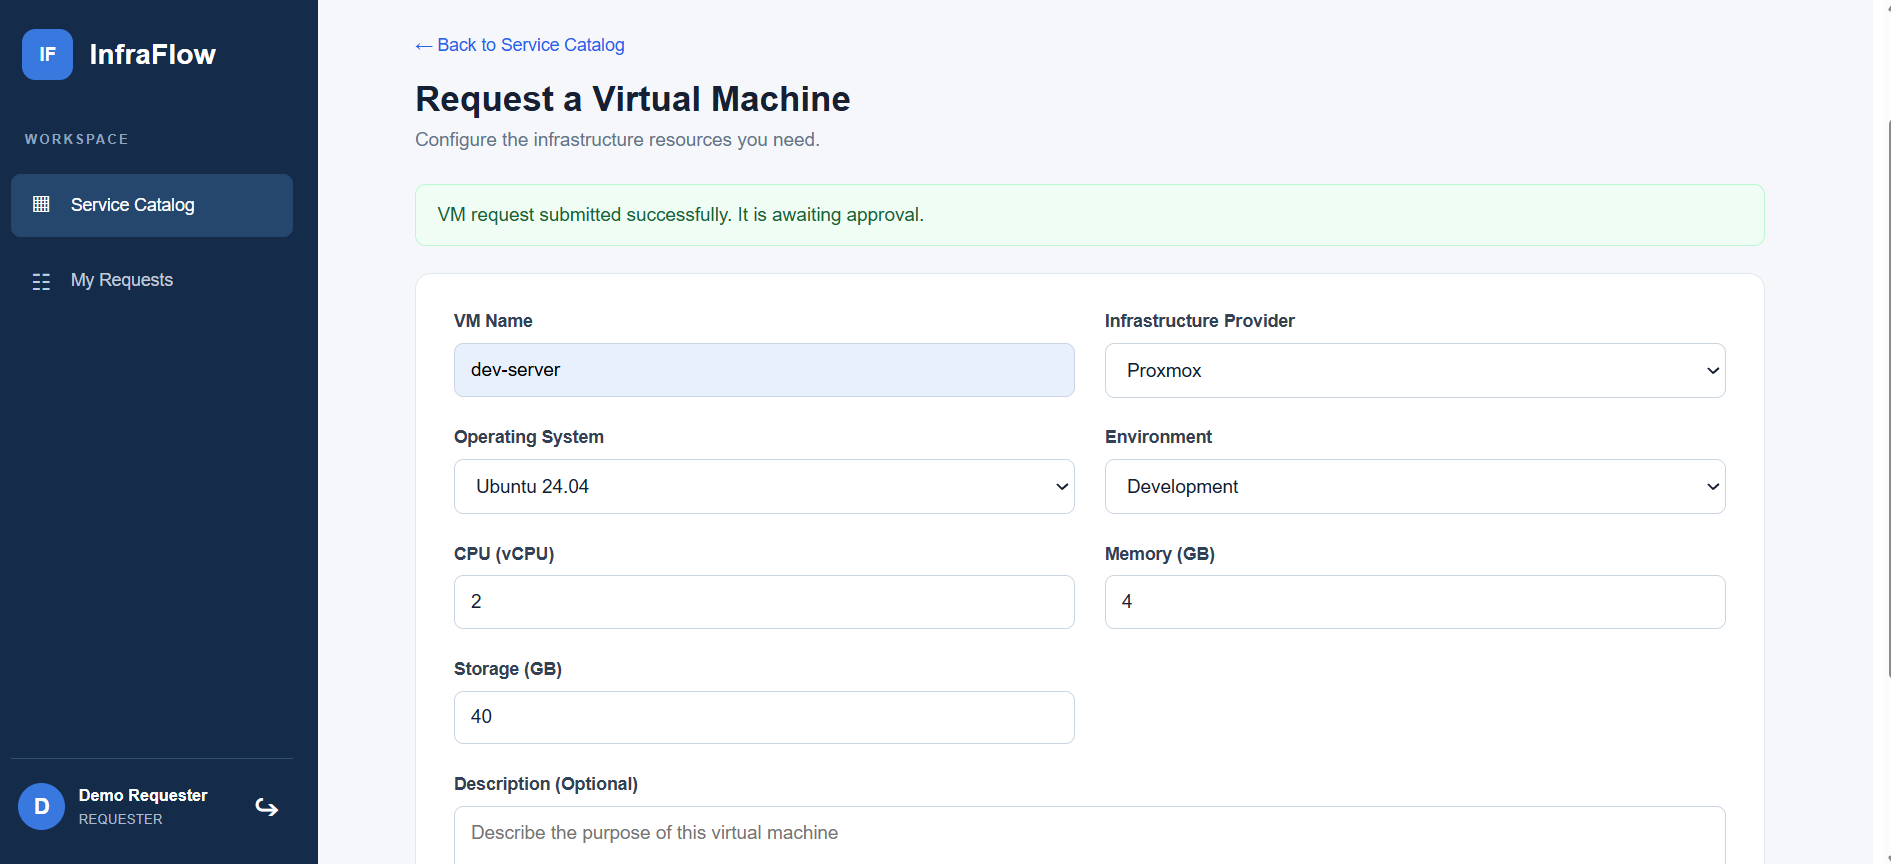 IF
InfraFlow
WORKSPACE
Service Catalog
My Requests
Demo Requester
D
REQUESTER
← Back to Service Catalog
Request a Virtual Machine
Configure the infrastructure resources you need.
VM request submitted successfully. It is awaiting approval.
VM Name
dev-server
Infrastructure Provider
Proxmox
Operating System
Ubuntu 24.04
Environment
Development
CPU (vCPU)
2
Memory (GB)
4
Storage (GB)
40
Description (Optional)
Describe the purpose of this virtual machine